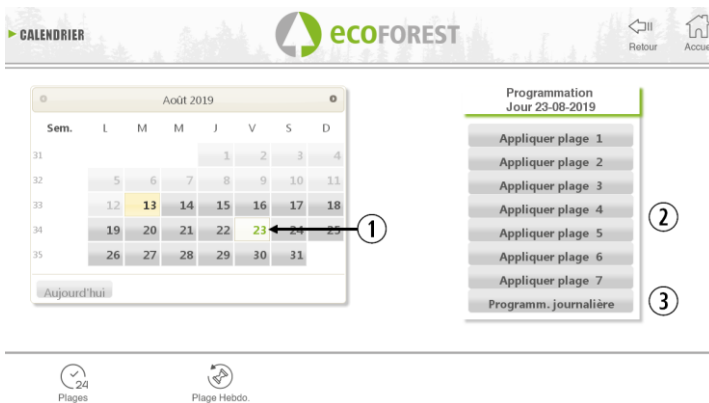 CALENDRIER
ecoFOREST
Retour
Août 2019
Sem. L M M J V S D
31 1 2 3 4
32 5 6 7 8 9 10 11
33 12 13 14 15 16 17 18
34 19 20 21 22 23 24 25
35 26 27 28 29 30 31
Aujourd'hui
1
Programmation
Jour 23-08-2019
Appliquer plage 1
Appliquer plage 2
Appliquer plage 3
Appliquer plage 4
Appliquer plage 5
Appliquer plage 6
Appliquer plage 7
Programm. journalière
2
3
24
Plages
Plage Hebdo.